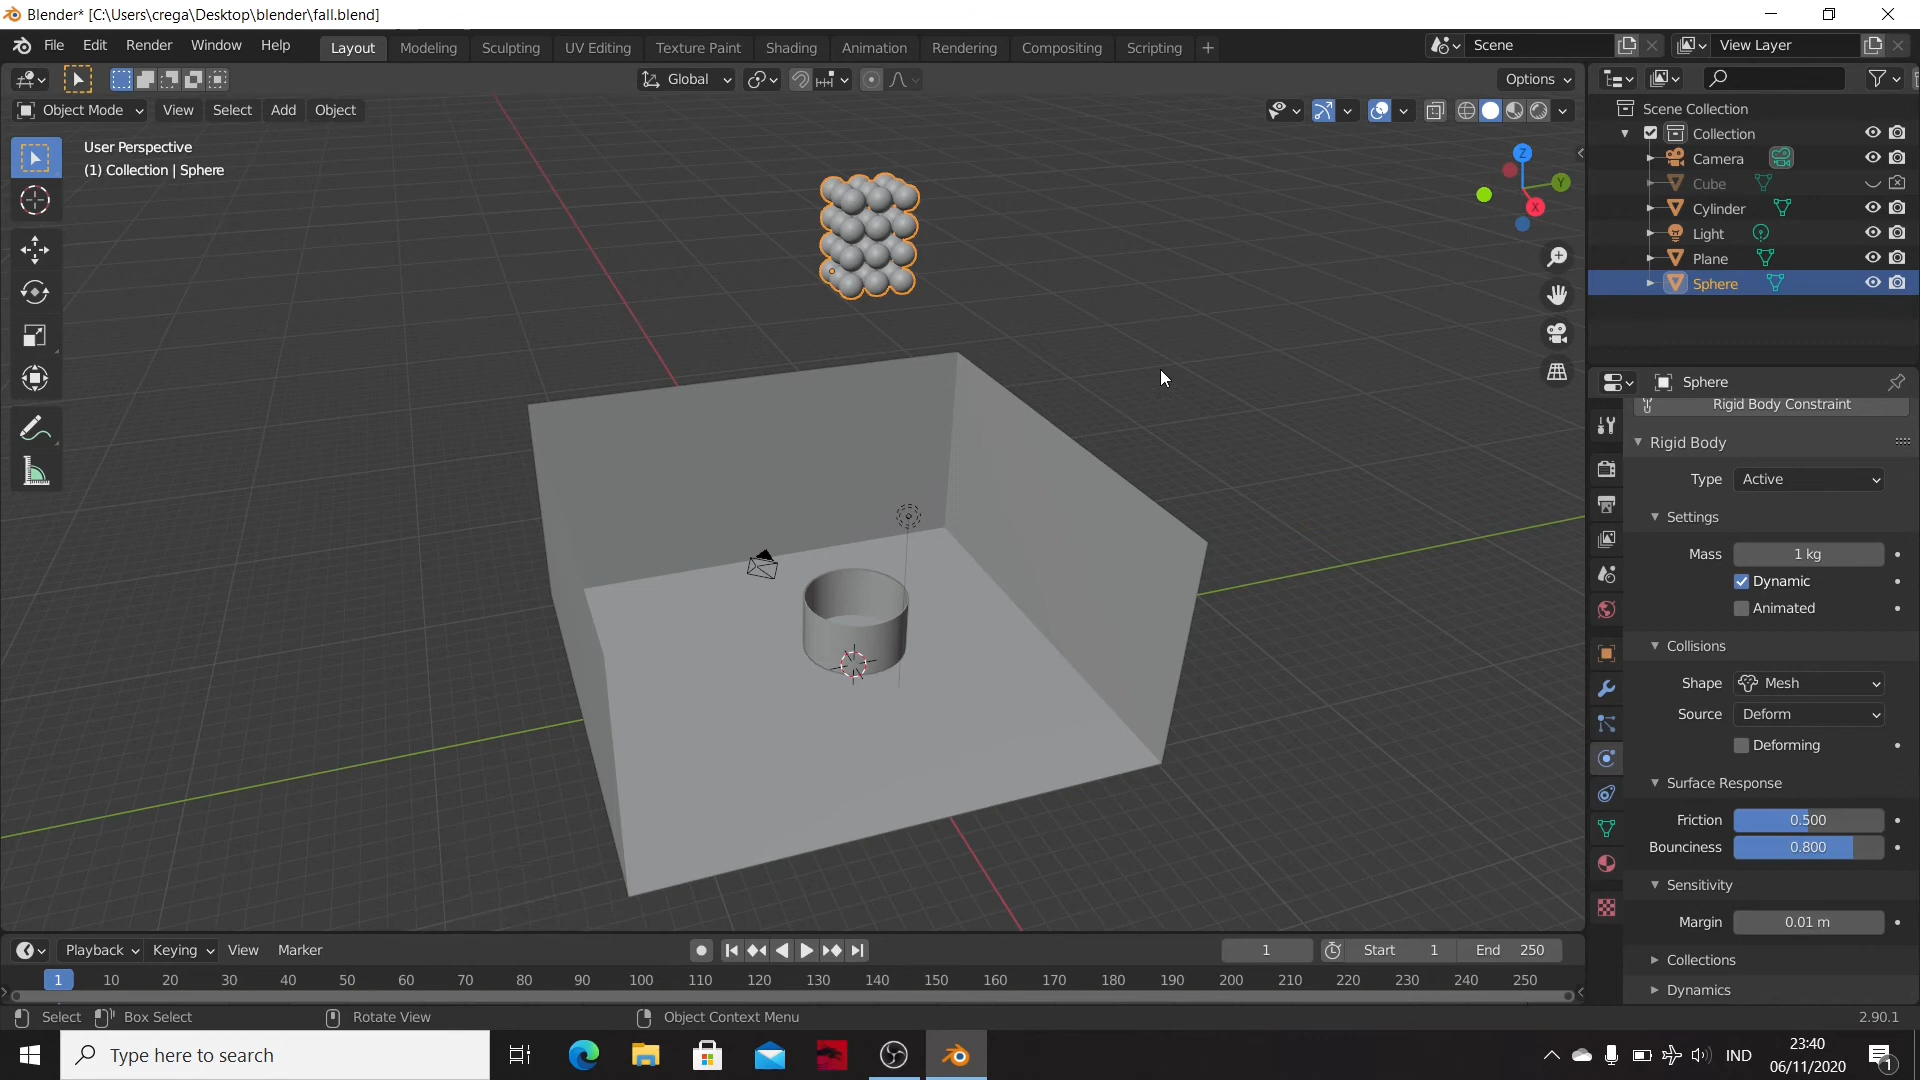 Blender* [C:\Users\crega\Desktop\blender\fall.blend]
File Edit Render Window Help Layout Modeling Sculpting UV Editing Texture Paint Shading Animation Rendering Compositing Scripting + Scene View Layer
Global Options
Object Mode View Select Add Object
User Perspective
(1) Collection | Sphere
Z
Y
X
Scene Collection
Collection
Camera
Cube
Cylinder
Light
Plane
Sphere
Sphere
Rigid Body Constraint
Rigid Body
Type Active
Settings
Mass 1 kg
Dynamic
Animated
Collisions
Shape Mesh
Source Deform
Deforming
Surface Response
Friction 0.500
Bounciness 0.800
Sensitivity
Margin 0.01 m
Collections
Dynamics
Playback Keying View Marker 1 Start 1 End 250
1 10 20 30 40 50 60 70 80 90 100 110 120 130 140 150 160 170 180 190 200 210 220 230 240 250
Select Box Select Rotate View Object Context Menu 2.90.1
Type here to search
IND
23:40
06/11/2020
1